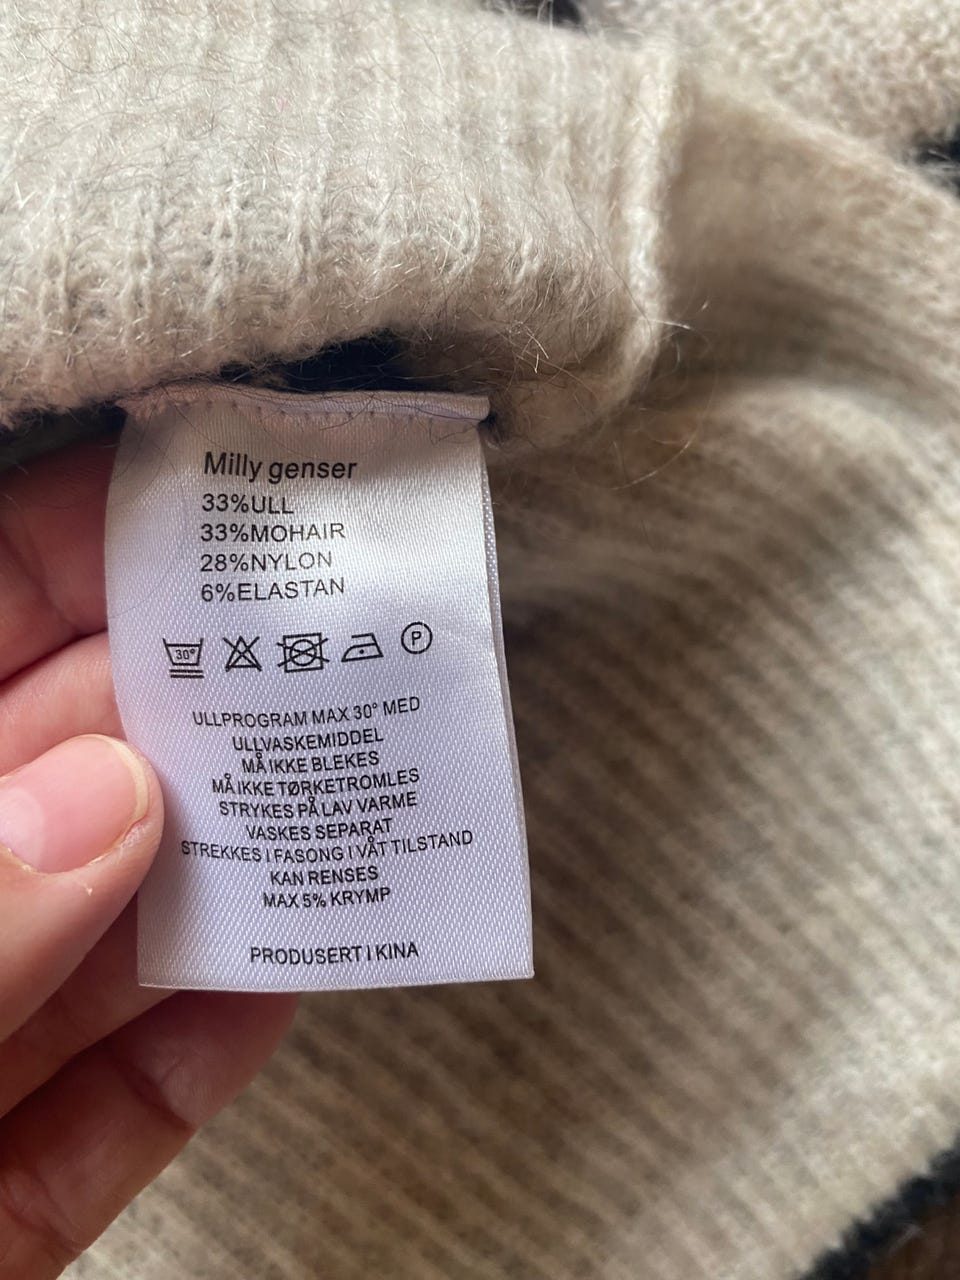 Milly genser
33%ULL
33%MOHAIR
28%NYLON
6%ELASTAN
30° P
ULLPROGRAM MAX 30° MED
ULLVASKEMIDDEL
MÅ IKKE BLEKES
MÅ IKKE TØRKETROMLES
STRYKES PÅ LAV VARME
VASKES SEPARAT
STREKKES I FASONG I VÅT TILSTAND
KAN RENSES
MAX 5% KRYMP
PRODUSERT I KINA